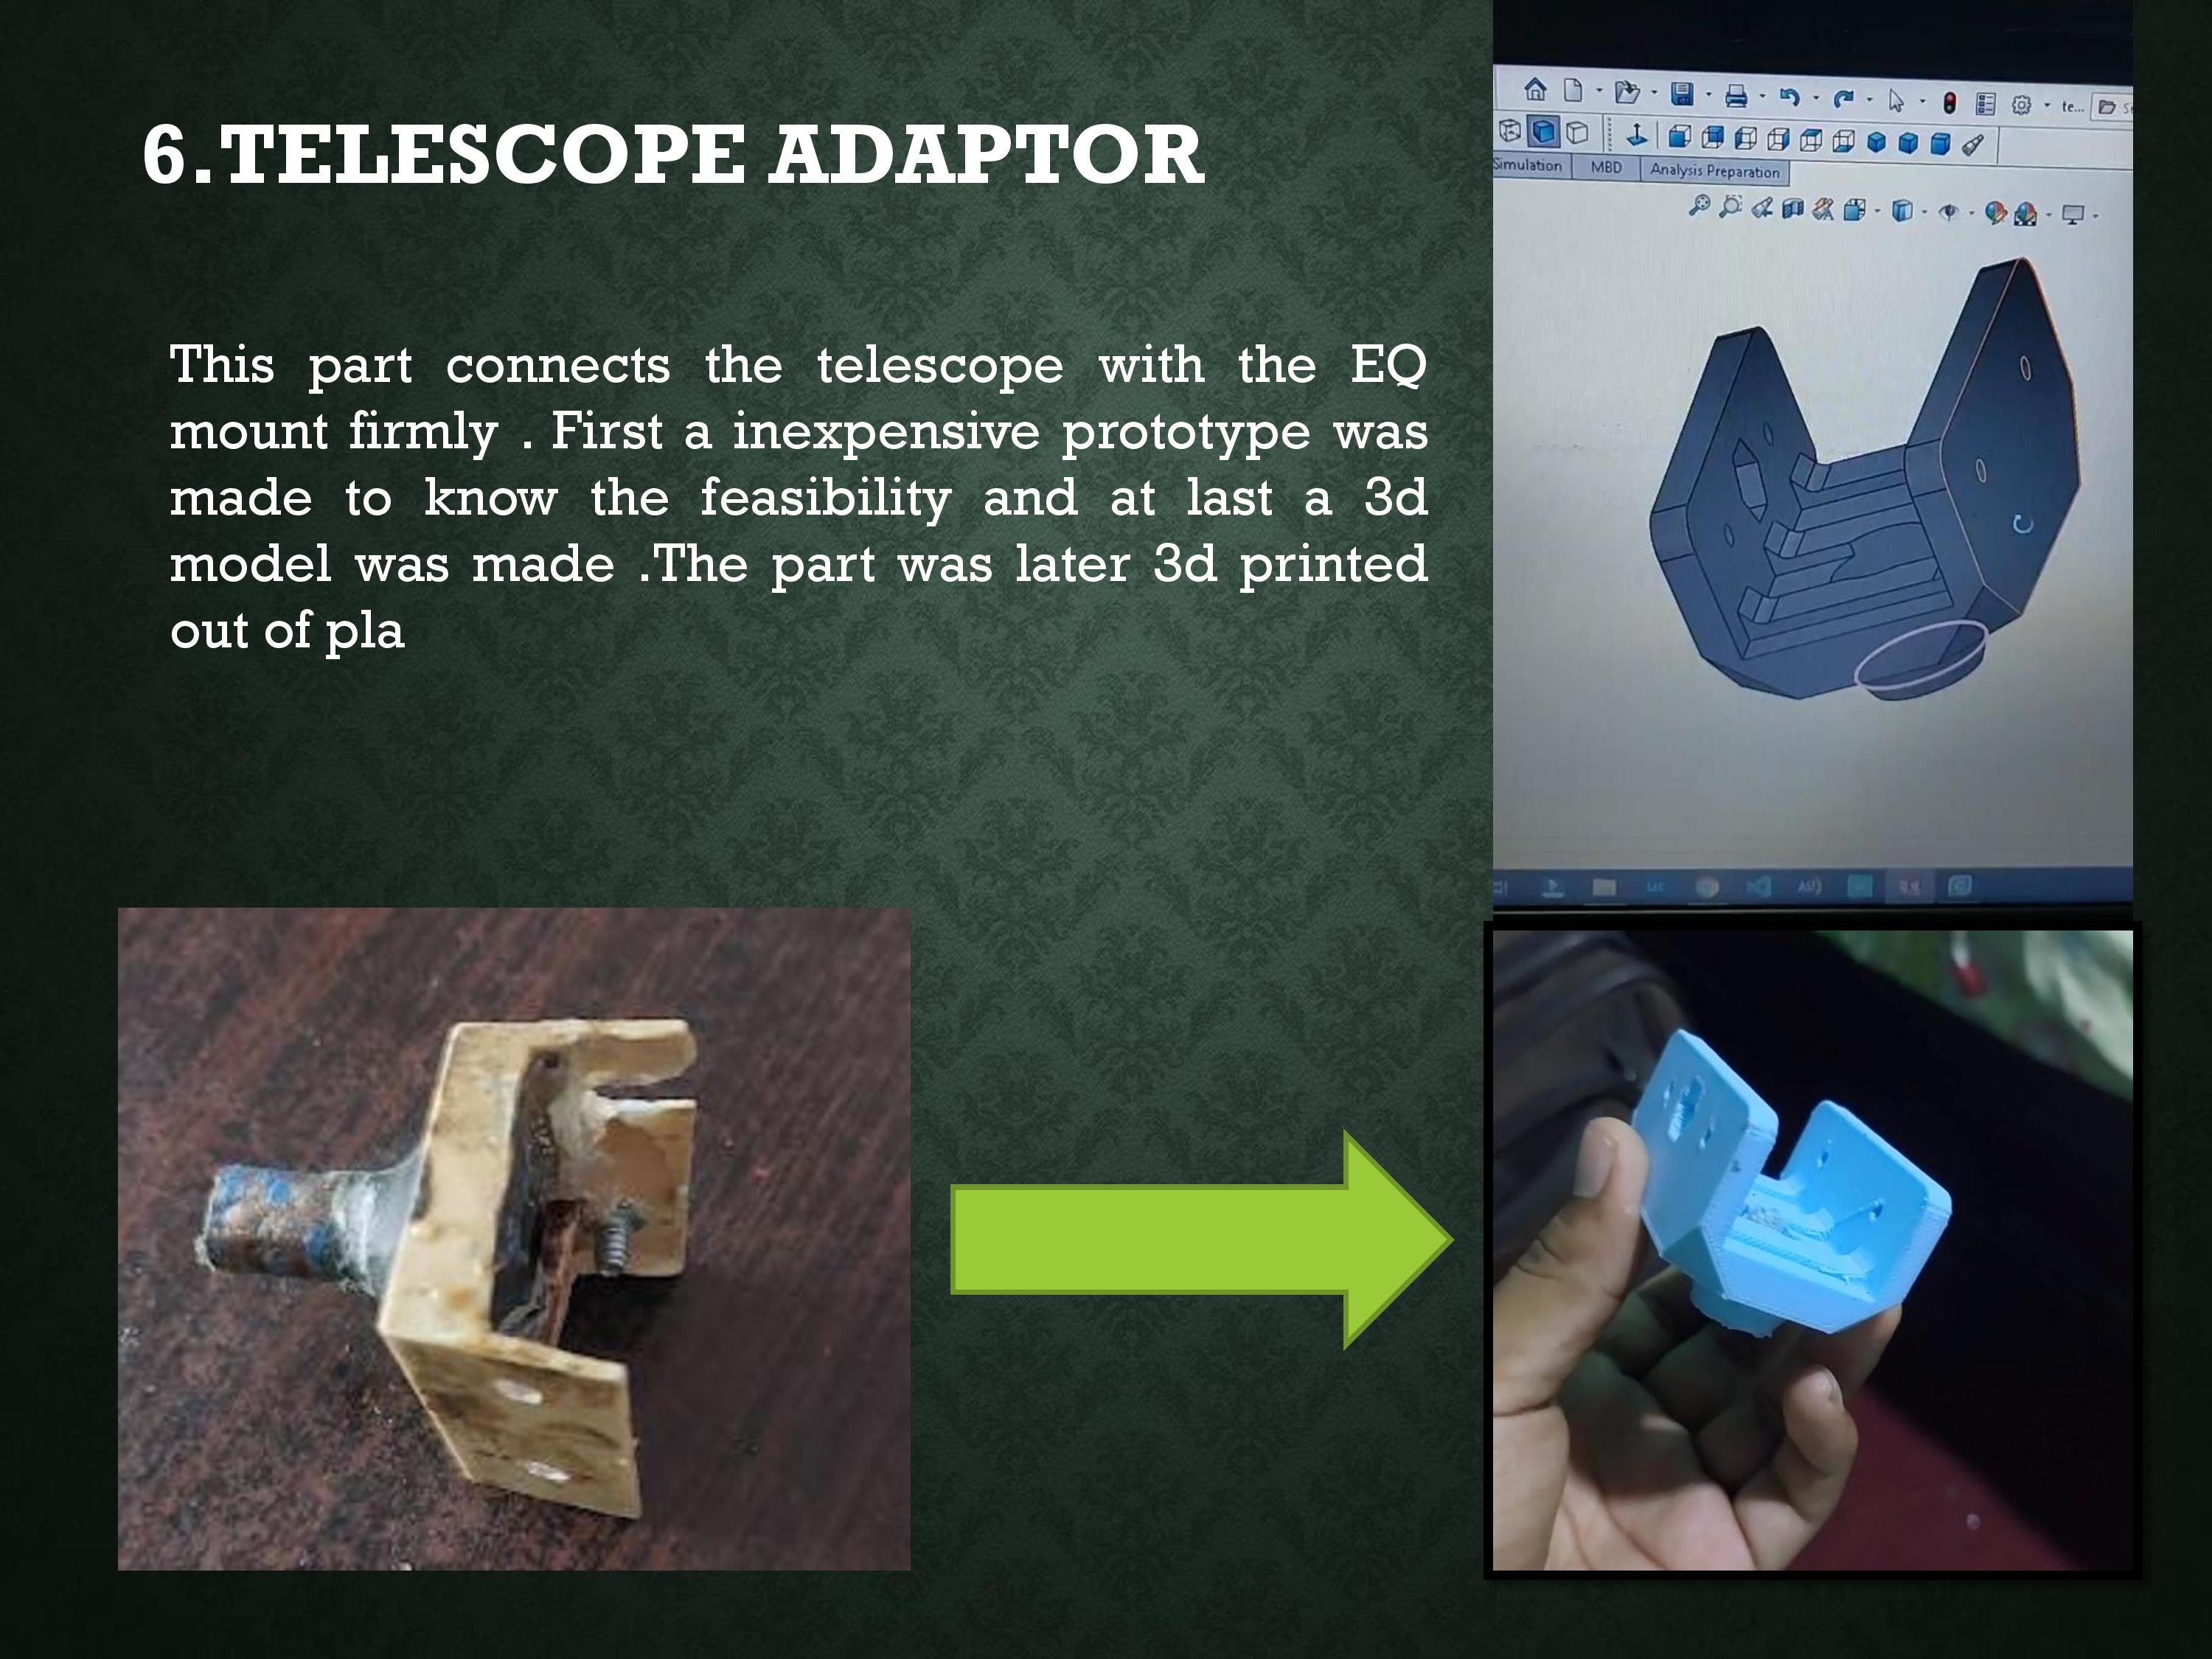 6.TELESCOPE ADAPTOR
This part connects the telescope with the EQ
mount firmly . First a inexpensive prototype was
made to know the feasibility and at last a 3d
model was made .The part was later 3d printed
out of pla
te...
Simulation MBD Analysis Preparation